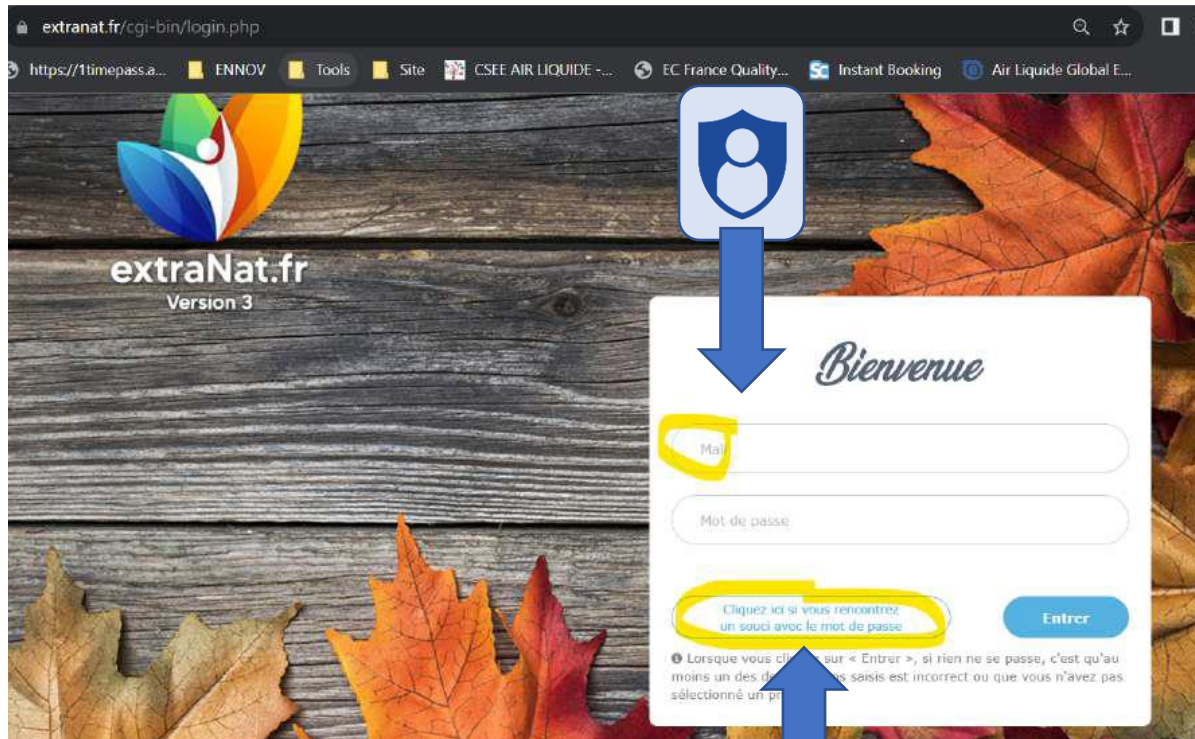 extranat.fr/cgi-bin/login.php
https://1timepass.a... ENNOV Tools Site CSEE AIR LIQUIDE -... EC France Quality... SC Instant Booking Air Liquide Global E...
extraNat.fr
Version 3
Bienvenue
Mail
Mot de passe
Cliquez ici si vous rencontrez
un souci avec le mot de passe
Entrer
Lorsque vous sur « Entrer », si rien ne se passe, c'est qu'au
moins un des saisis est incorrect ou que vous n'avez pas
sélectionné un